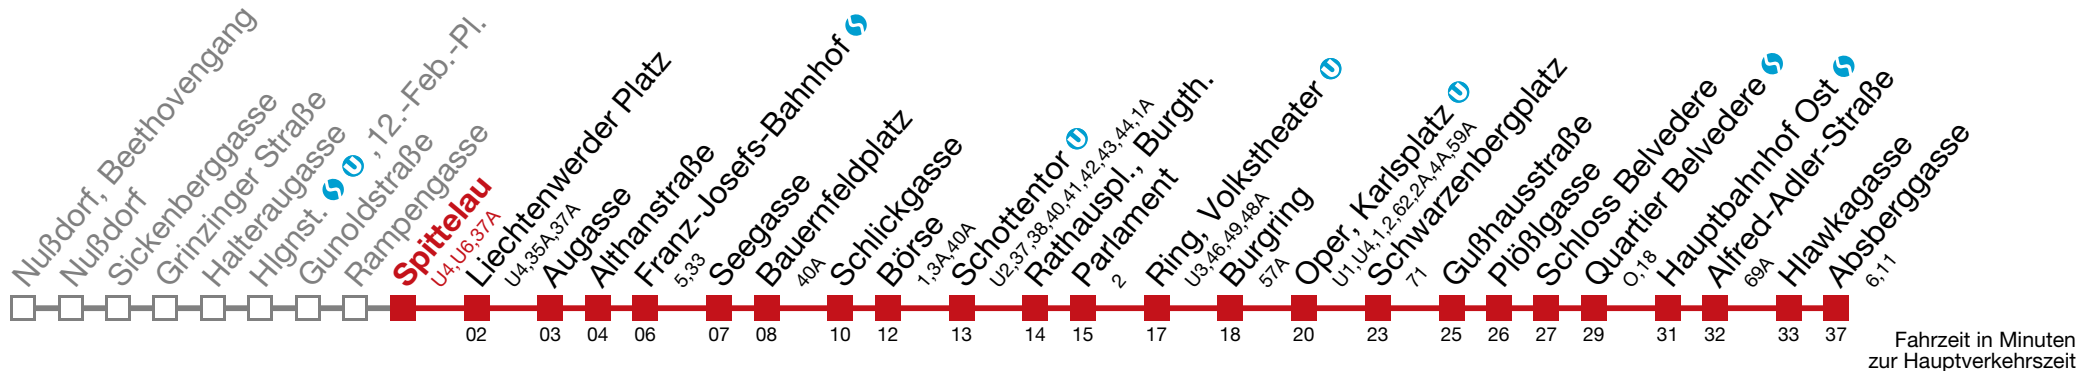 Nußdorf, Beethovengang
Nußdorf
Sickenberggasse
Grinzinger Straße
Halteraugasse
Hlgnst. S U , 12.-Feb.-Pl.
Gunoldstraße
Rampengasse
Spittelau
U4,U6,37A
Liechtenwerder Platz
U4,35A,37A
Augasse
Althanstraße
Franz-Josefs-Bahnhof S
5,33
Seegasse
Bauernfeldplatz
40A
Schlickgasse
Börse
1,3A,40A
Schottentor U
U2,37,38,40,41,42,43,44,1A
Rathauspl., Burgth.
Parlament
2
Ring, Volkstheater U
U3,46,49,48A
Burgring
57A
Oper, Karlsplatz U
U1,U4,1,2,62,2A,4A,59A
Schwarzenbergplatz
71
Gußhausstraße
Plößlgasse
Schloss Belvedere
Quartier Belvedere S
O,18
Hauptbahnhof Ost S
Alfred-Adler-Straße
69A
Hlawkagasse
Absberggasse
6,11
02 03 04 06 07 08 10 12 13 14 15 17 18 20 23 25 26 27 29 31 32 33 37
Fahrzeit in Minuten
zur Hauptverkehrszeit